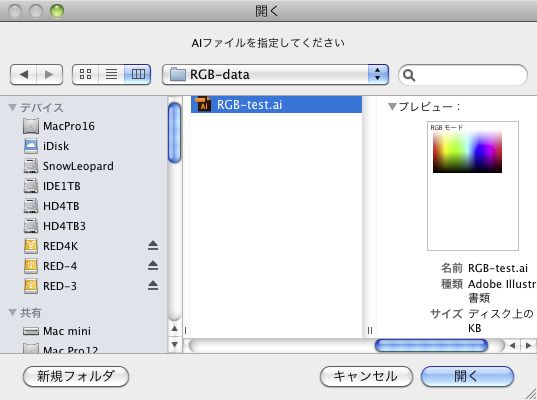 開く
AIファイルを指定してください
RGB-data
▼デバイス
MacPro16
iDisk
SnowLeopard
IDE1TB
HD4TB
HD4TB3
RED4K
RED-4
RED-3
▼共有
Mac mini
Mac Pro12
RGB-test.ai
▼プレビュー：
RGB モード
名前 RGB-test.ai
種類 Adobe Illustr
書類
サイズ ディスク上の
KB
新規フォルダ
キャンセル
開く